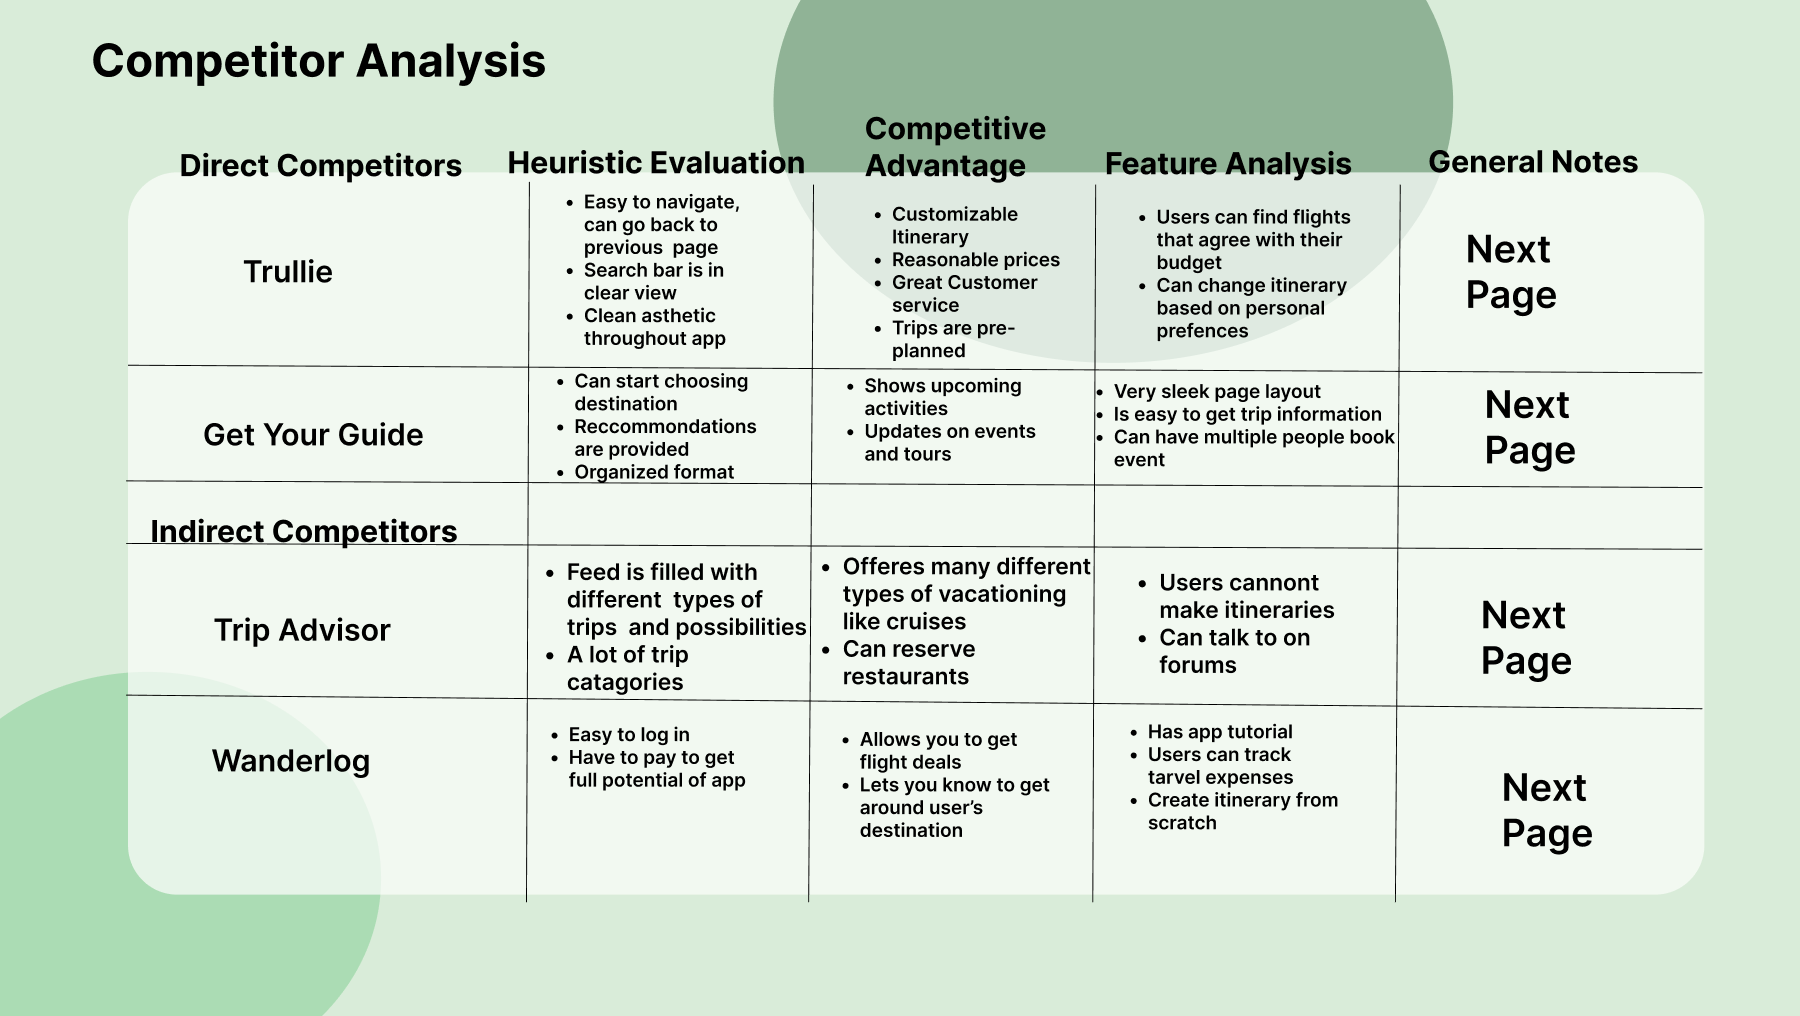 Competitor Analysis
Direct Competitors
Heuristic Evaluation
Competitive
Advantage
Feature Analysis
General Notes
Trullie
• Easy to navigate,
can go back to
previous  page
• Search bar is in
clear view
• Clean asthetic
throughout app
• Customizable
Itinerary
• Reasonable prices
• Great Customer
service
• Trips are pre-
planned
• Users can find flights
that agree with their
budget
• Can change itinerary
based on personal
prefences
Next
Page
Get Your Guide
• Can start choosing
destination
• Reccommondations
are provided
• Organized format
• Shows upcoming
activities
• Updates on events
and tours
• Very sleek page layout
• Is easy to get trip information
• Can have multiple people book
event
Next
Page
Indirect Competitors
Trip Advisor
• Feed is filled with
different  types of
trips  and possibilities
• A lot of trip
catagories
• Offeres many different
types of vacationing
like cruises
• Can reserve
restaurants
• Users cannont
make itineraries
• Can talk to on
forums
Next
Page
Wanderlog
• Easy to log in
• Have to pay to get
full potential of app
• Allows you to get
flight deals
• Lets you know to get
around user’s
destination
• Has app tutorial
• Users can track
tarvel expenses
• Create itinerary from
scratch
Next
Page